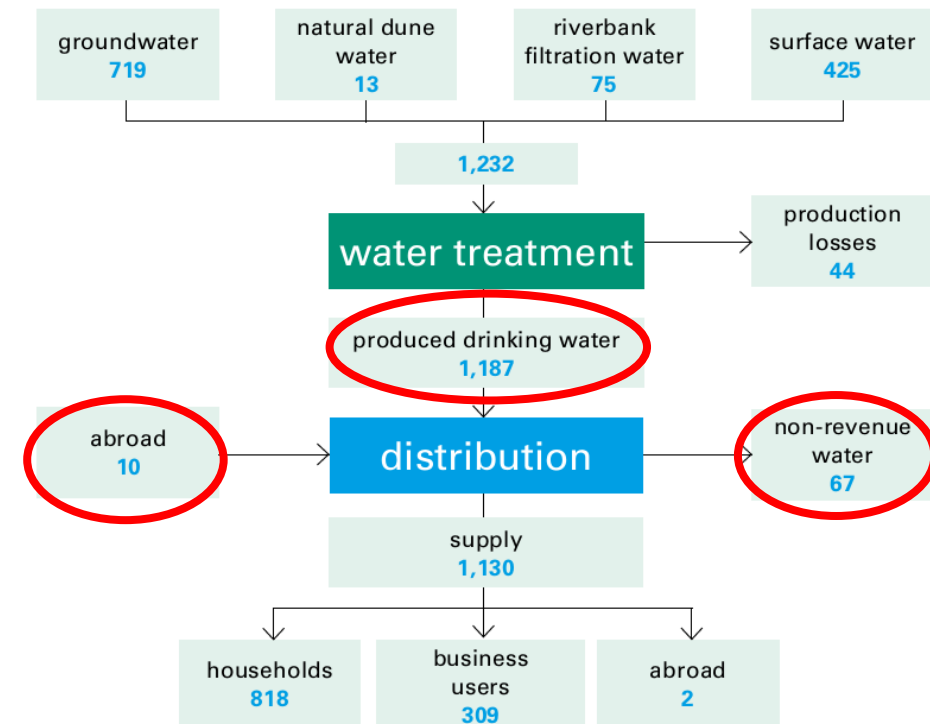 groundwater
719
natural dune
water
13
riverbank
filtration water
75
surface water
425
1,232
water treatment
production
losses
44
produced drinking water
1,187
abroad
10
distribution
non-revenue
water
67
supply
1,130
households
818
business
users
309
abroad
2